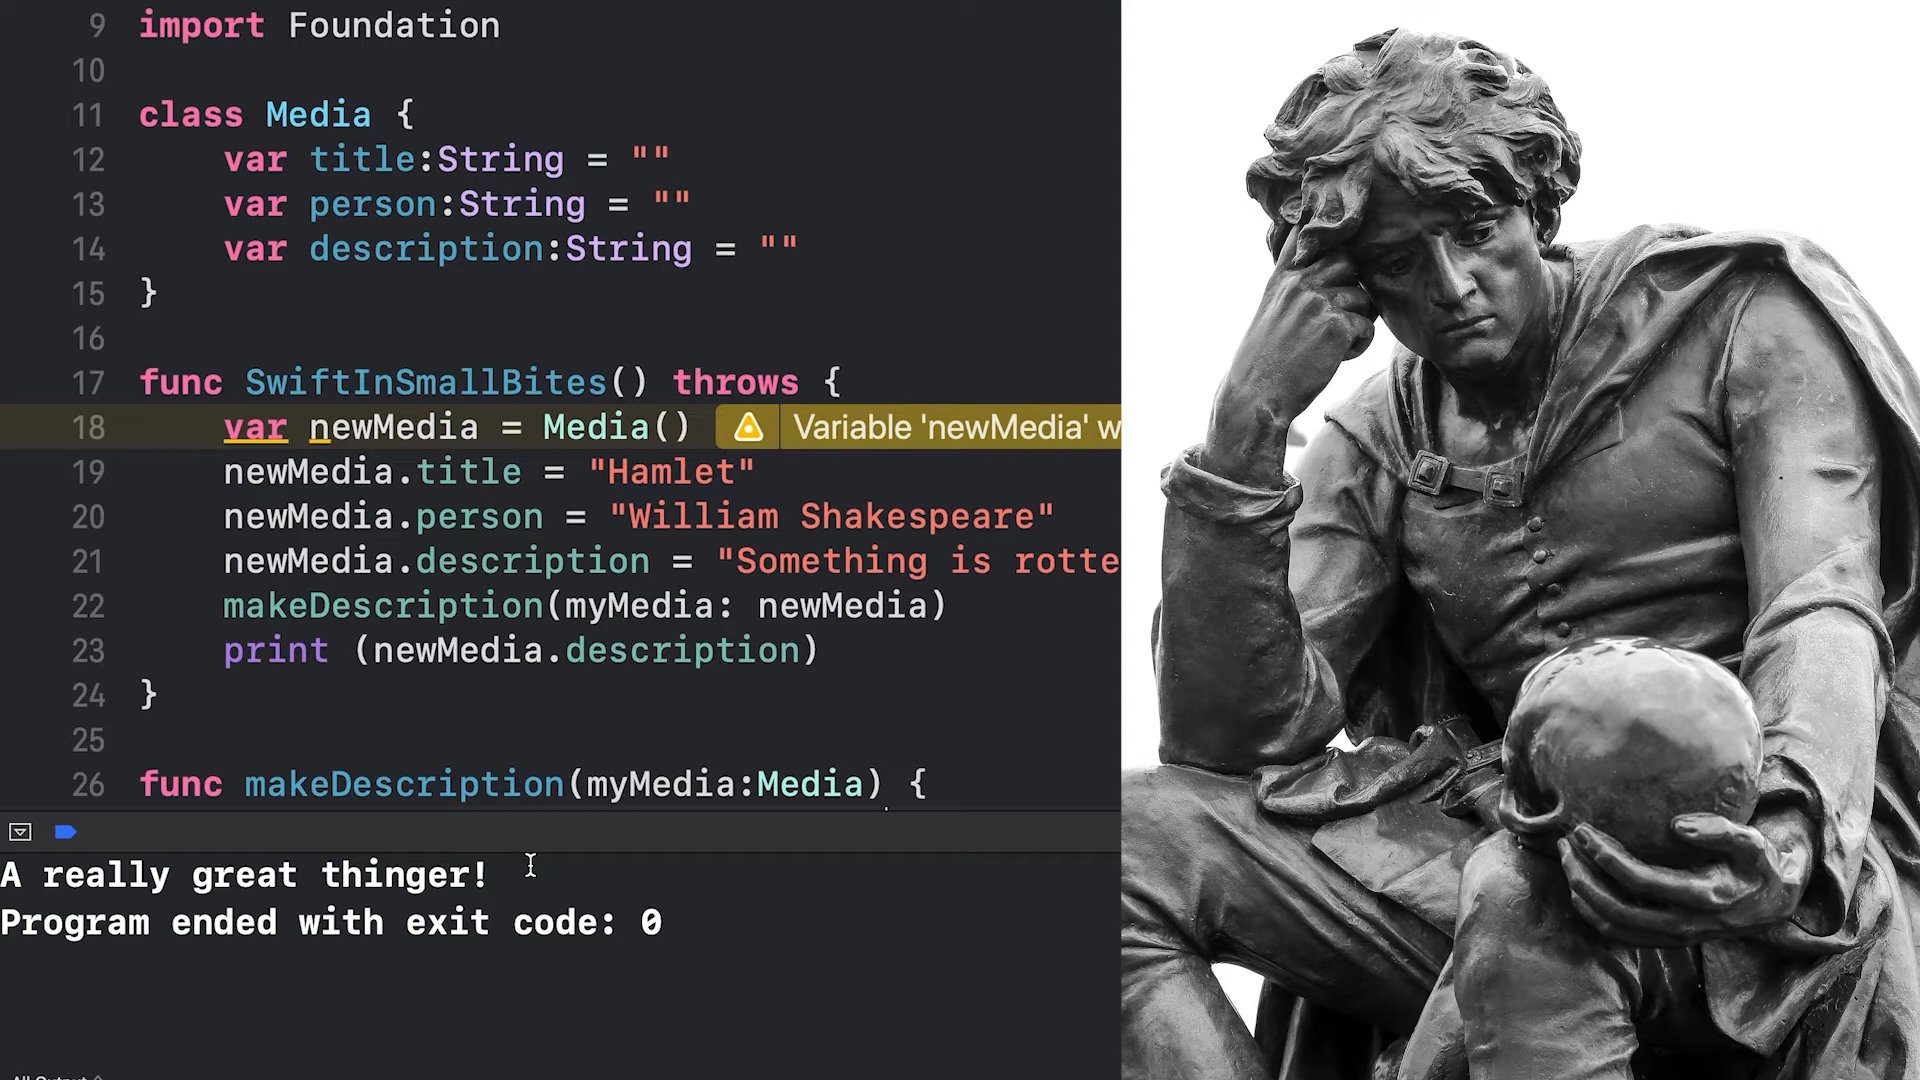 9 import Foundation
10
11 class Media {
12 var title:String = ""
13 var person:String = ""
14 var description:String = ""
15 }
16
17 func SwiftInSmallBites() throws {
18 var newMedia = Media() Variable 'newMedia' w
19 newMedia.title = "Hamlet"
20 newMedia.person = "William Shakespeare"
21 newMedia.description = "Something is rotte
22 makeDescription(myMedia: newMedia)
23 print (newMedia.description)
24 }
25
26 func makeDescription(myMedia:Media) {
A really great thinger!
Program ended with exit code: 0